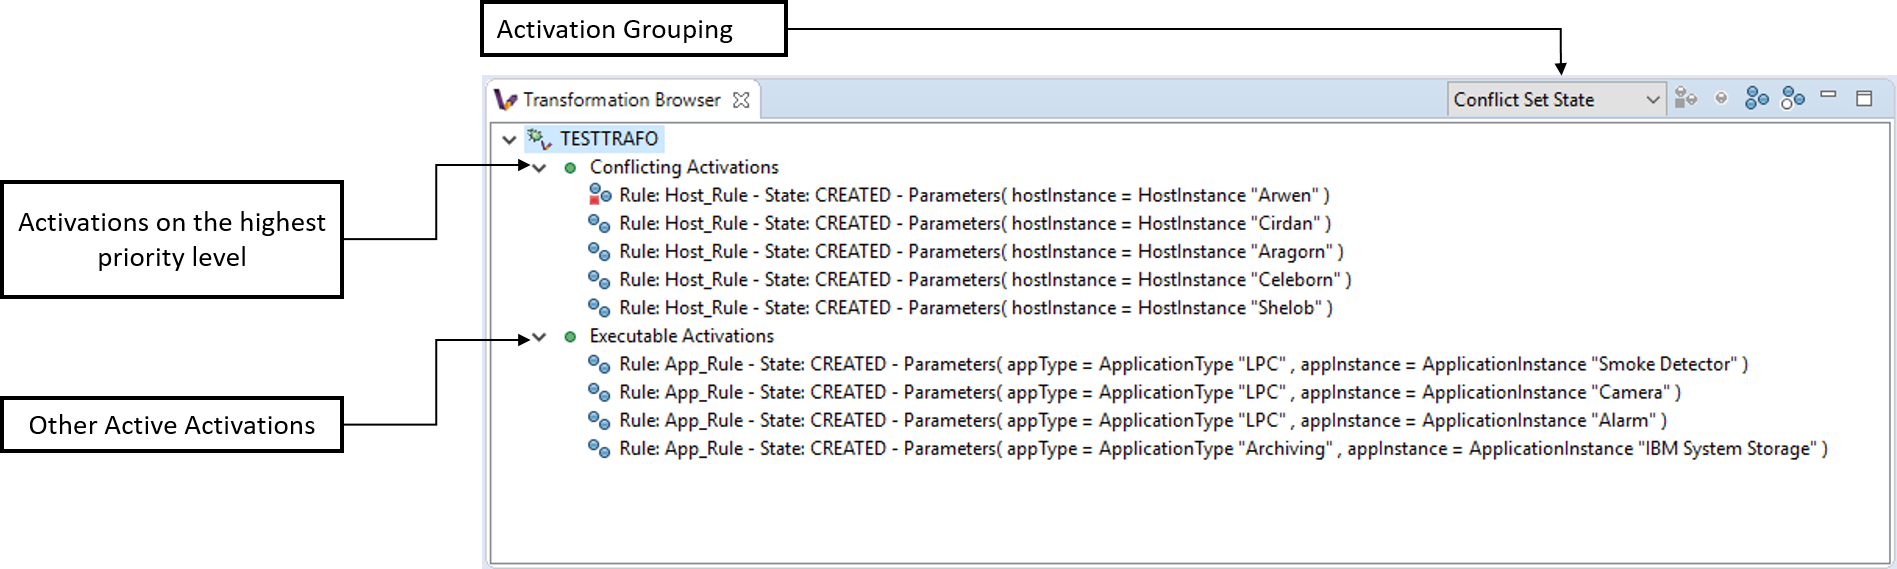 Activation Grouping
Transformation Browser
Conflict Set State
TESTTRAFO
Conflicting Activations
Rule: Host_Rule - State: CREATED - Parameters( hostInstance = HostInstance "Arwen" )
Rule: Host_Rule - State: CREATED - Parameters( hostInstance = HostInstance "Cirdan" )
Rule: Host_Rule - State: CREATED - Parameters( hostInstance = HostInstance "Aragorn" )
Rule: Host_Rule - State: CREATED - Parameters( hostInstance = HostInstance "Celeborn" )
Rule: Host_Rule - State: CREATED - Parameters( hostInstance = HostInstance "Shelob" )
Executable Activations
Rule: App_Rule - State: CREATED - Parameters( appType = ApplicationType "LPC" , appInstance = ApplicationInstance "Smoke Detector" )
Rule: App_Rule - State: CREATED - Parameters( appType = ApplicationType "LPC" , appInstance = ApplicationInstance "Camera" )
Rule: App_Rule - State: CREATED - Parameters( appType = ApplicationType "LPC" , appInstance = ApplicationInstance "Alarm" )
Rule: App_Rule - State: CREATED - Parameters( appType = ApplicationType "Archiving" , appInstance = ApplicationInstance "IBM System Storage" )
Activations on the highest
priority level
Other Active Activations